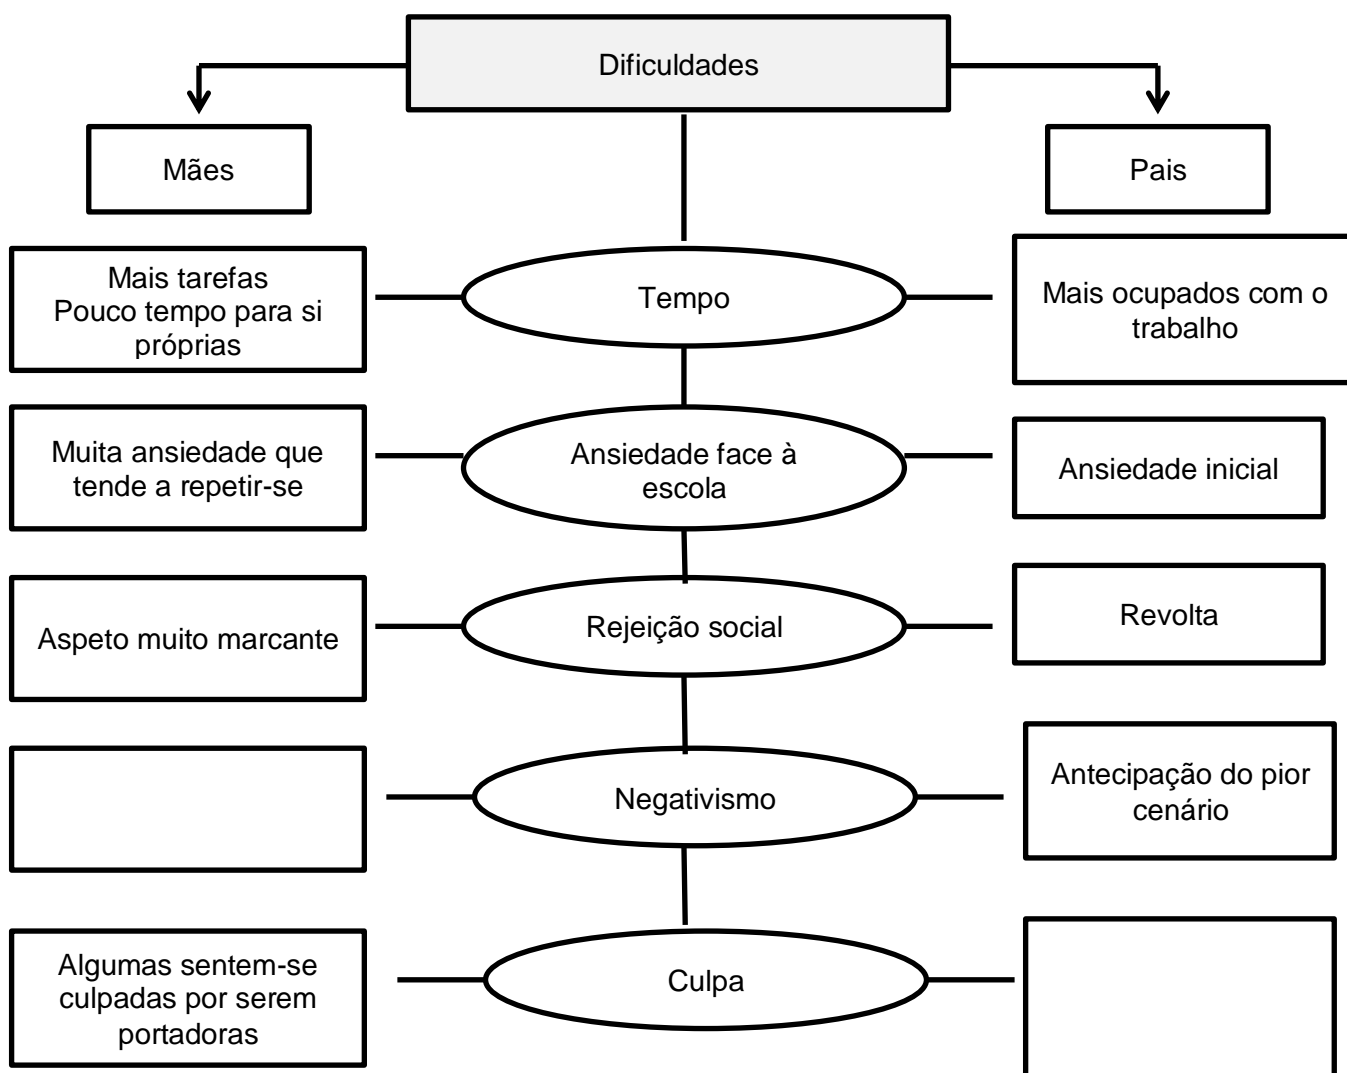 Dificuldades
Mães
Pais
Mais tarefas
Pouco tempo para si
próprias
Tempo
Mais ocupados com o
trabalho
Muita ansiedade que
tende a repetir-se
Ansiedade face à
escola
Ansiedade inicial
Aspeto muito marcante
Rejeição social
Revolta
Negativismo
Antecipação do pior
cenário
Algumas sentem-se
culpadas por serem
portadoras
Culpa